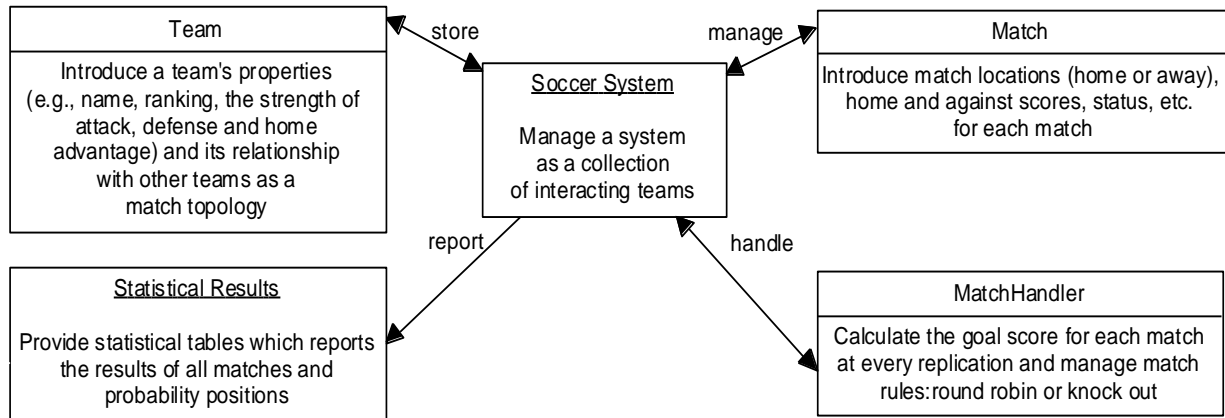 Team
Introduce a team's properties
(e.g., name, ranking, the strength of
attack, defense and home
advantage) and its relationship
with other teams as a
match topology
store
Soccer System
Manage a system
as a collection
of interacting teams
manage
Match
Introduce match locations (home or away),
home and against scores, status, etc.
for each match
report
Statistical Results
Provide statistical tables which reports
the results of all matches and
probability positions
handle
MatchHandler
Calculate the goal score for each match
at every replication and manage match
rules:round robin or knock out